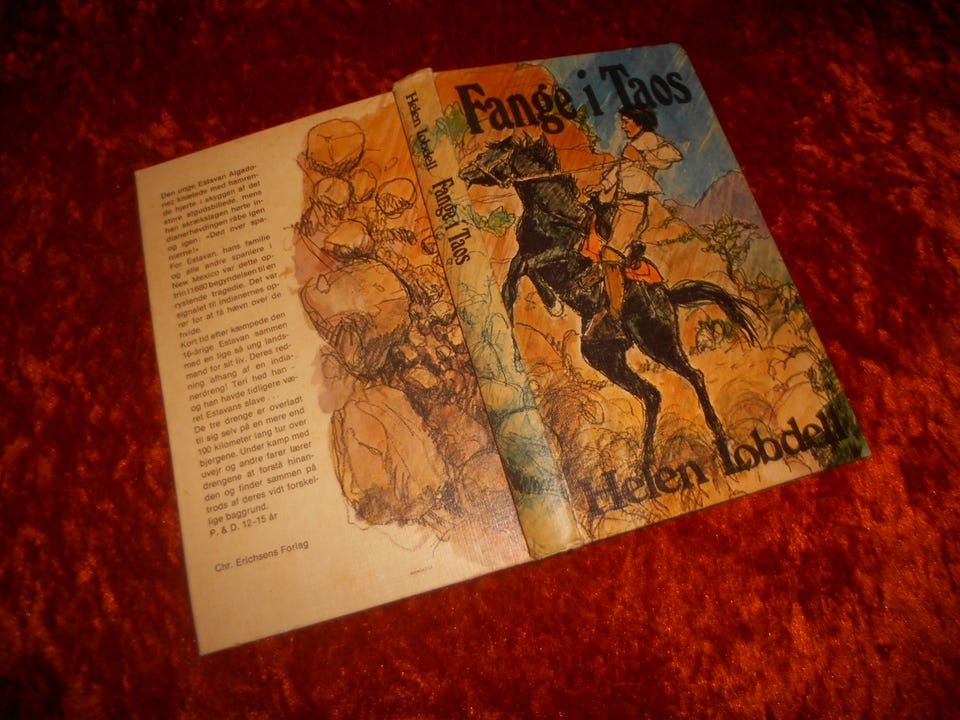 Fange i Taos
Helen Lobdell
Helen Lobdell Fange i Taos
Den unge Estavan Algado-
nez knælede med hamren-
de hjerte i skyggen af det
store afgudsbillede, mens
han skrækslagen hørte in-
dianerhøvdingen råbe igen
og igen: »Død over spa-
nierne!«
For Estavan, hans familie
og alle andre spaniere i
New Mexico var dette op-
trin i 1680 begyndelsen til en
rystende tragedie. Det var
signalet til indianernes op-
rør for at få hævn over de
hvide.
Kort tid efter kæmpede den
16-årige Estavan sammen
med en lige så ung lands-
mand for sit liv. Deres red-
ning afhang af en india-
nerdreng! Teri hed han –
og han havde tidligere væ-
ret Estavans slave . . .
De tre drenge er overladt
til sig selv på en mere end
100 kilometer lang tur over
bjergene. Under kamp med
uvejr og andre farer lærer
drengene at forstå hinan-
den og finder sammen på
trods af deres vidt forskel-
lige baggrund.
P. & D. 12-15 år
Chr. Erichsens Forlag